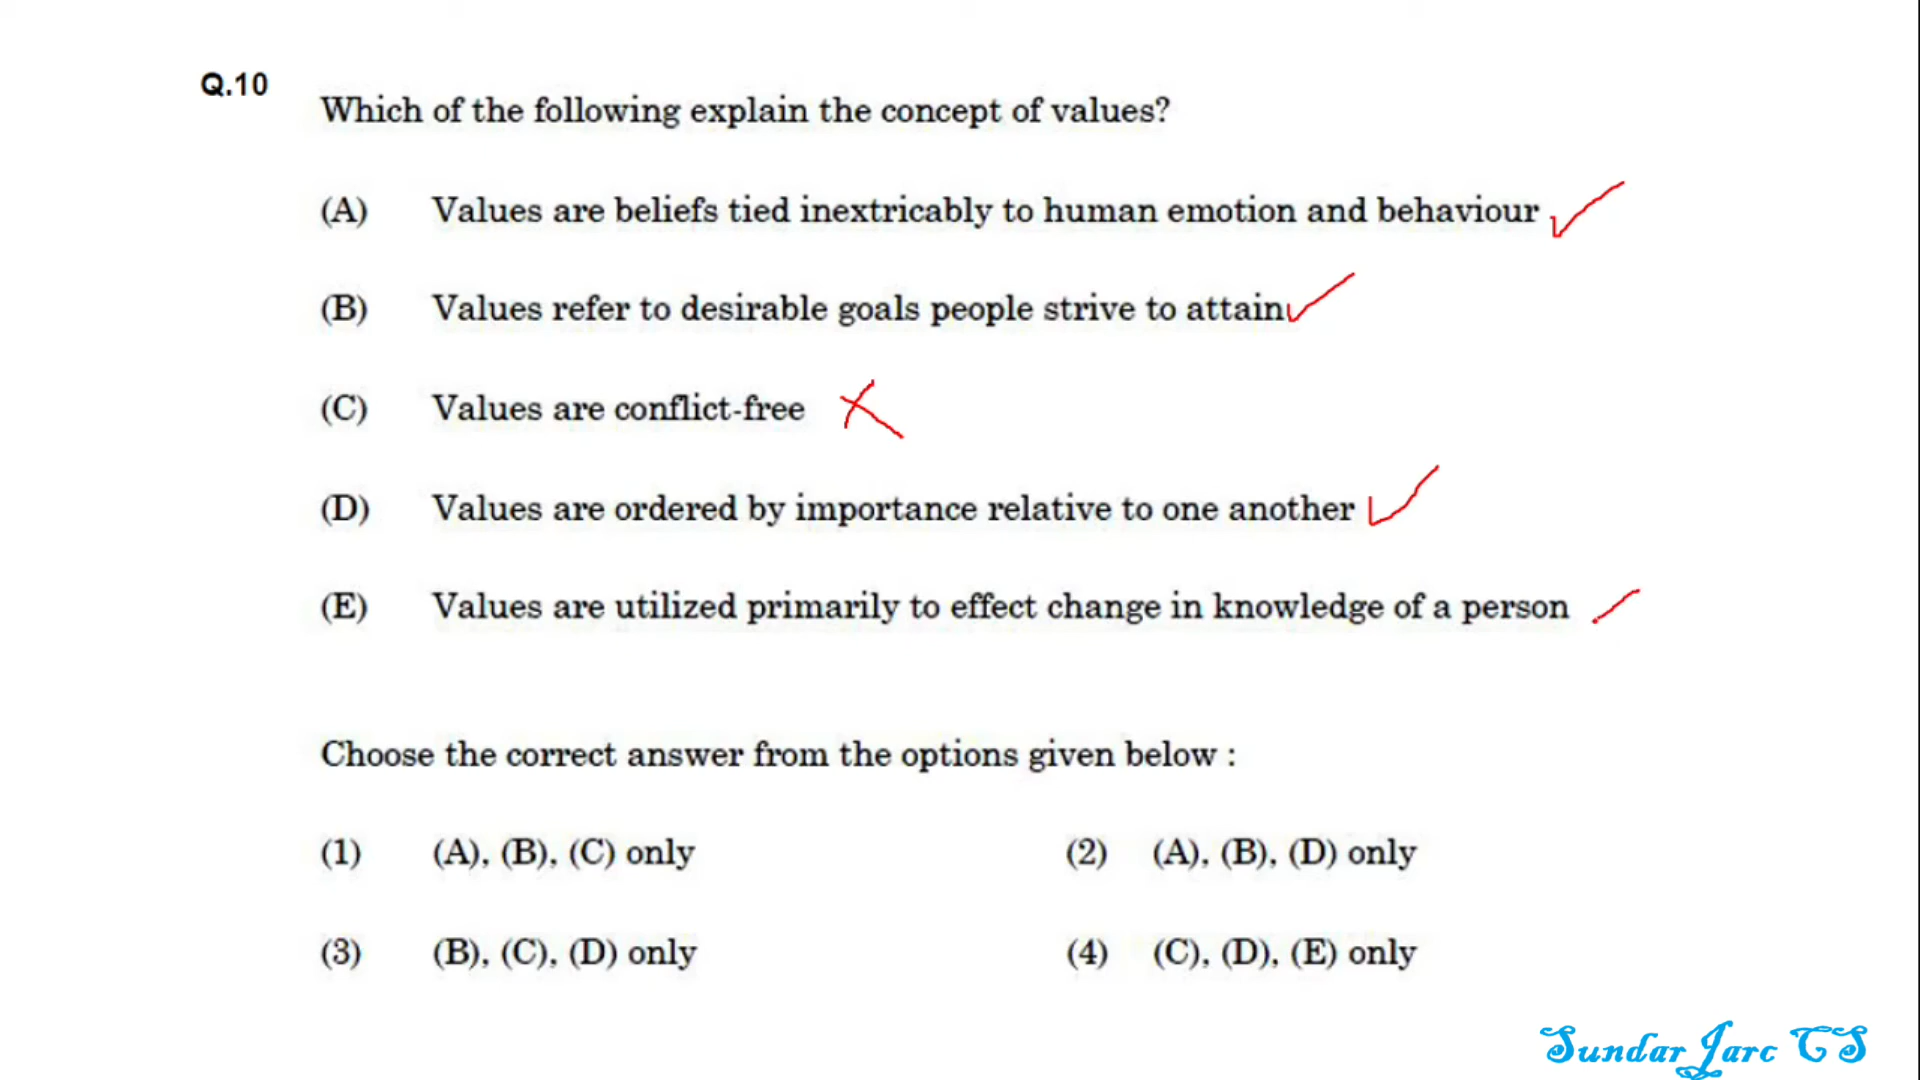 Q.10
Which of the following explain the concept of values?
(A) Values are beliefs tied inextricably to human emotion and behaviour
(B) Values refer to desirable goals people strive to attain
(C) Values are conflict-free
(D) Values are ordered by importance relative to one another
(E) Values are utilized primarily to effect change in knowledge of a person
Choose the correct answer from the options given below :
(1) (A), (B), (C) only (2) (A), (B), (D) only
(3) (B), (C), (D) only (4) (C), (D), (E) only
Sundar Jarc CS